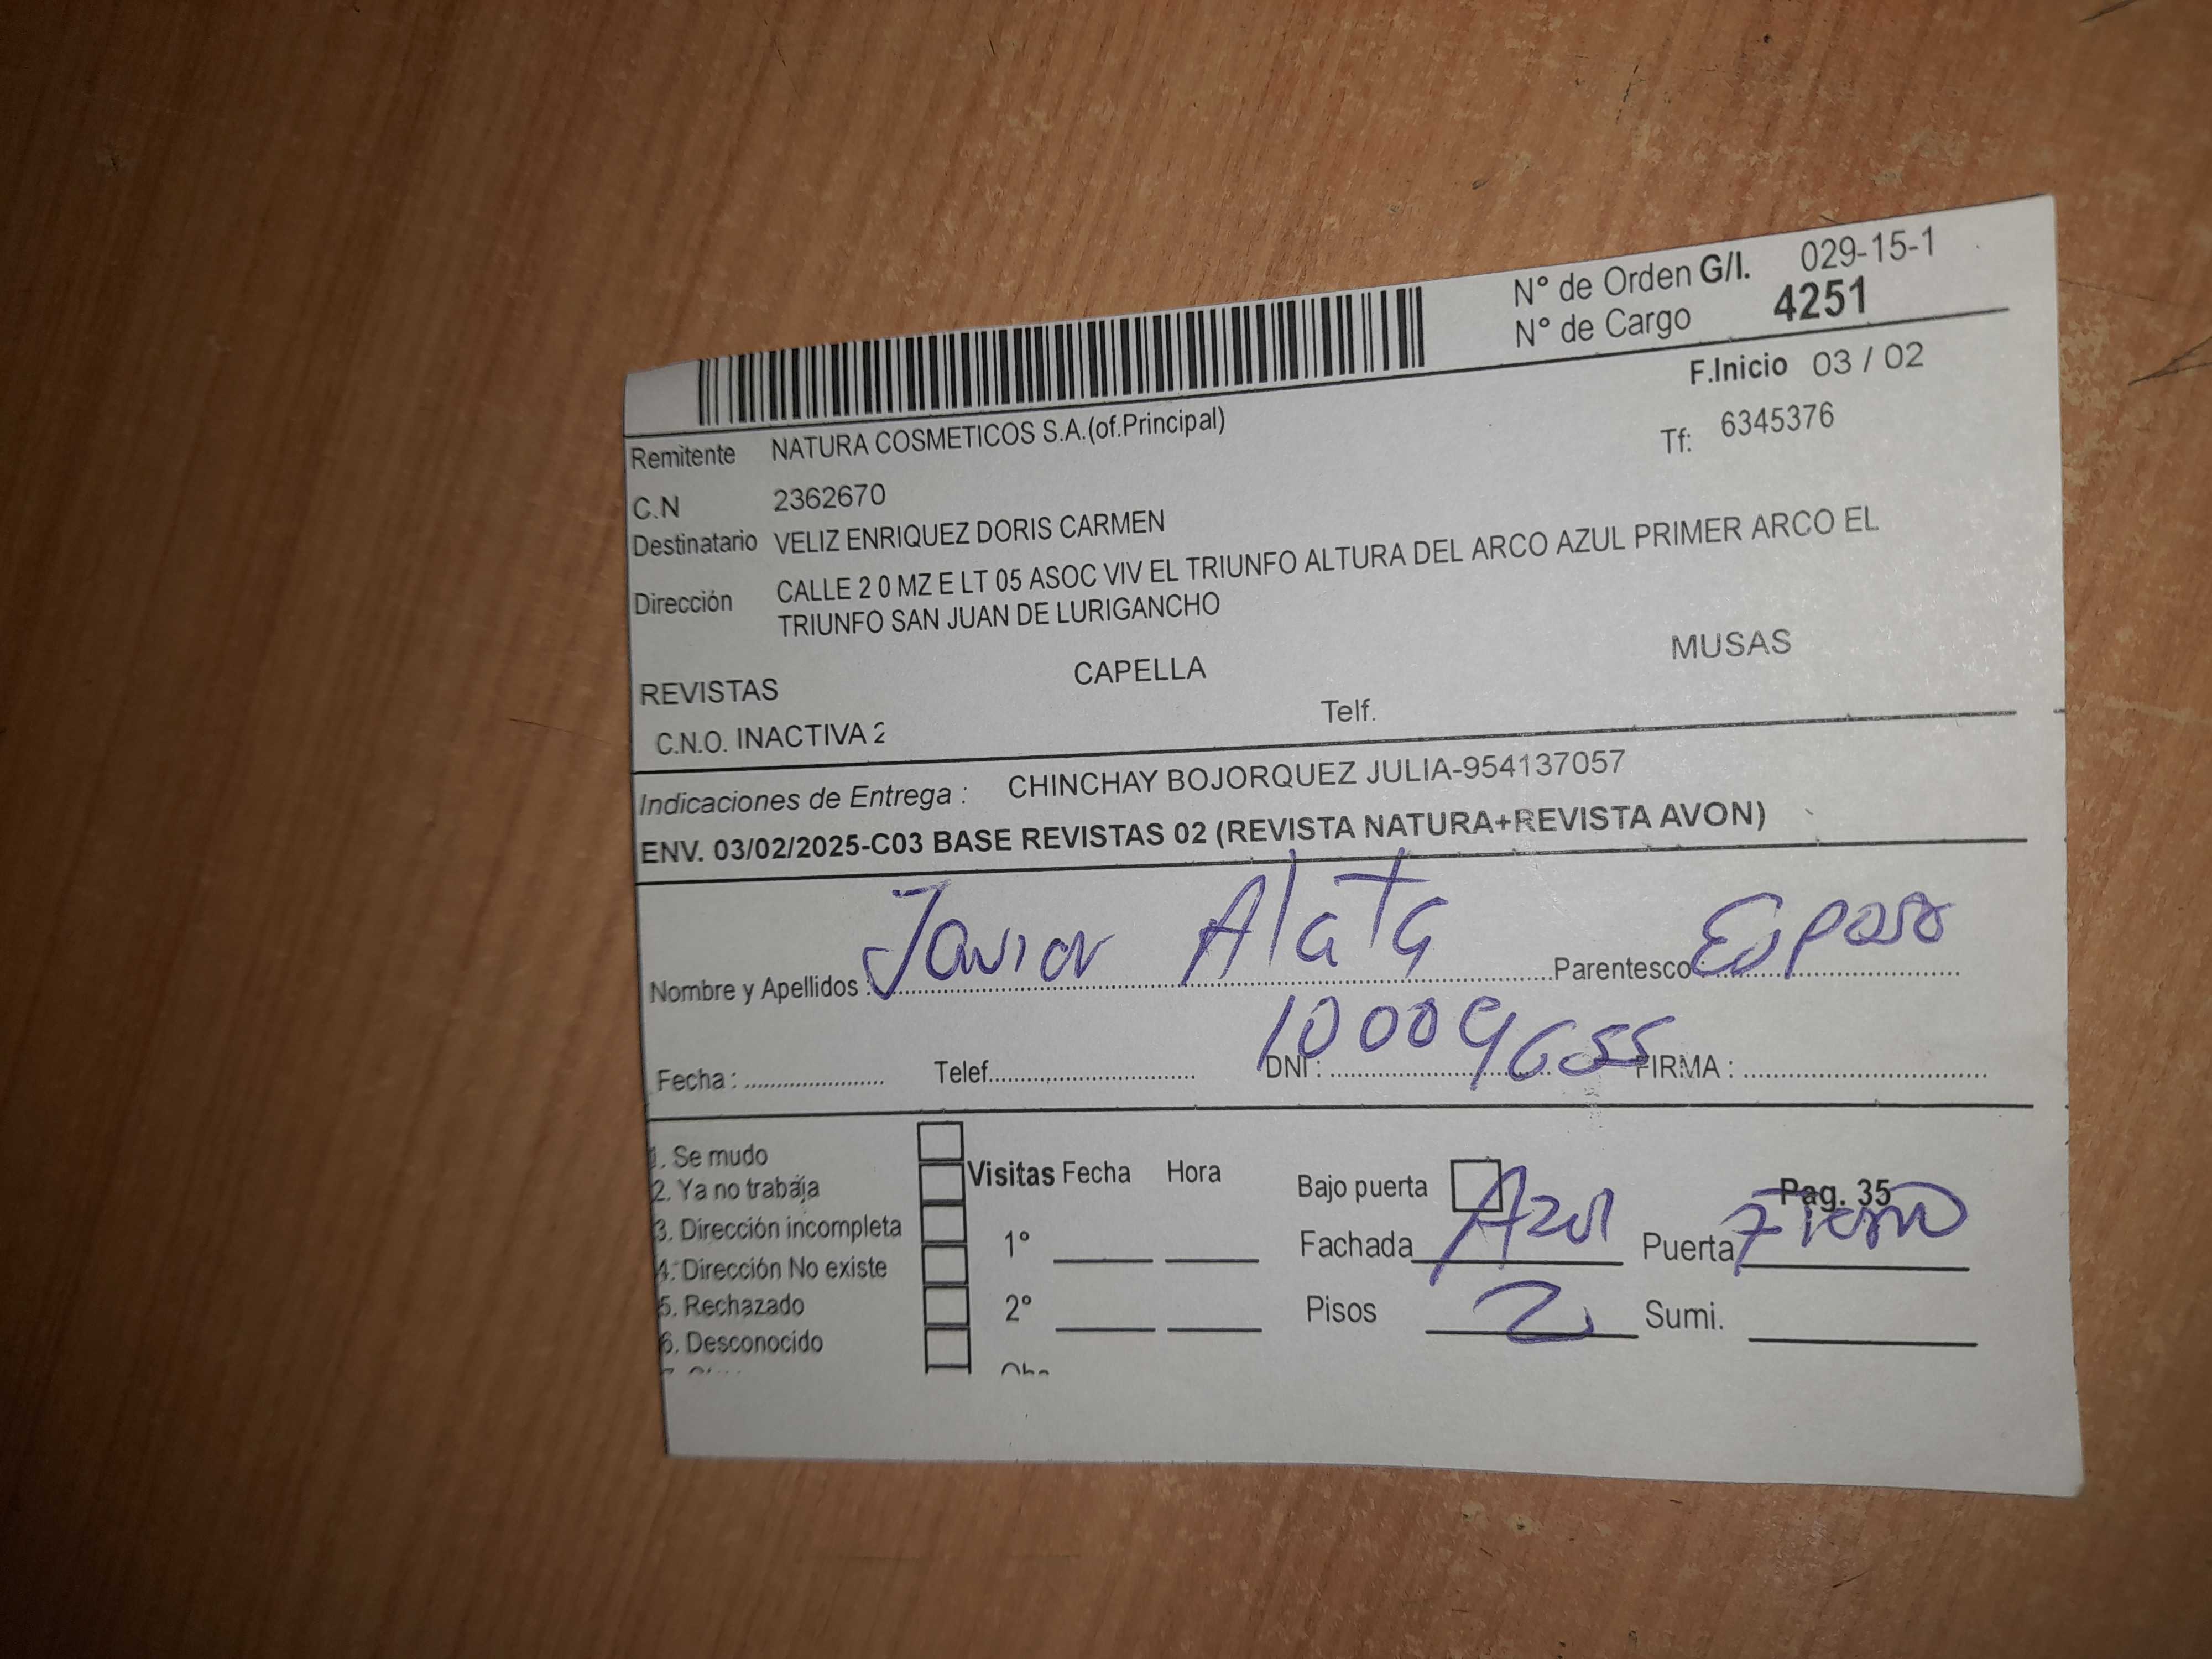 N° de Orden G/I. 029-15-1
N° de Cargo 4251
F.Inicio 03 / 02
Remitente NATURA COSMETICOS S.A.(of.Principal)
Tf: 6345376
C.N 2362670
Destinatario VELIZ ENRIQUEZ DORIS CARMEN
Dirección CALLE 2 0 MZ E LT 05 ASOC VIV EL TRIUNFO ALTURA DEL ARCO AZUL PRIMER ARCO EL
TRIUNFO SAN JUAN DE LURIGANCHO
REVISTAS CAPELLA MUSAS
C.N.O. INACTIVA 2 Telf.
Indicaciones de Entrega : CHINCHAY BOJORQUEZ JULIA-954137057
ENV. 03/02/2025-C03 BASE REVISTAS 02 (REVISTA NATURA+REVISTA AVON)
Nombre y Apellidos : Javier Alata Parentesco : Esposo
Fecha : Telef. DNI : 10009655 FIRMA :
1. Se mudo
2. Ya no trabaja
3. Dirección incompleta
4. Dirección No existe
5. Rechazado
6. Desconocido
Visitas Fecha Hora
1°
2°
Bajo puerta Pag. 35
Fachada Azul Puerta Fierro
Pisos 2 Sumi.